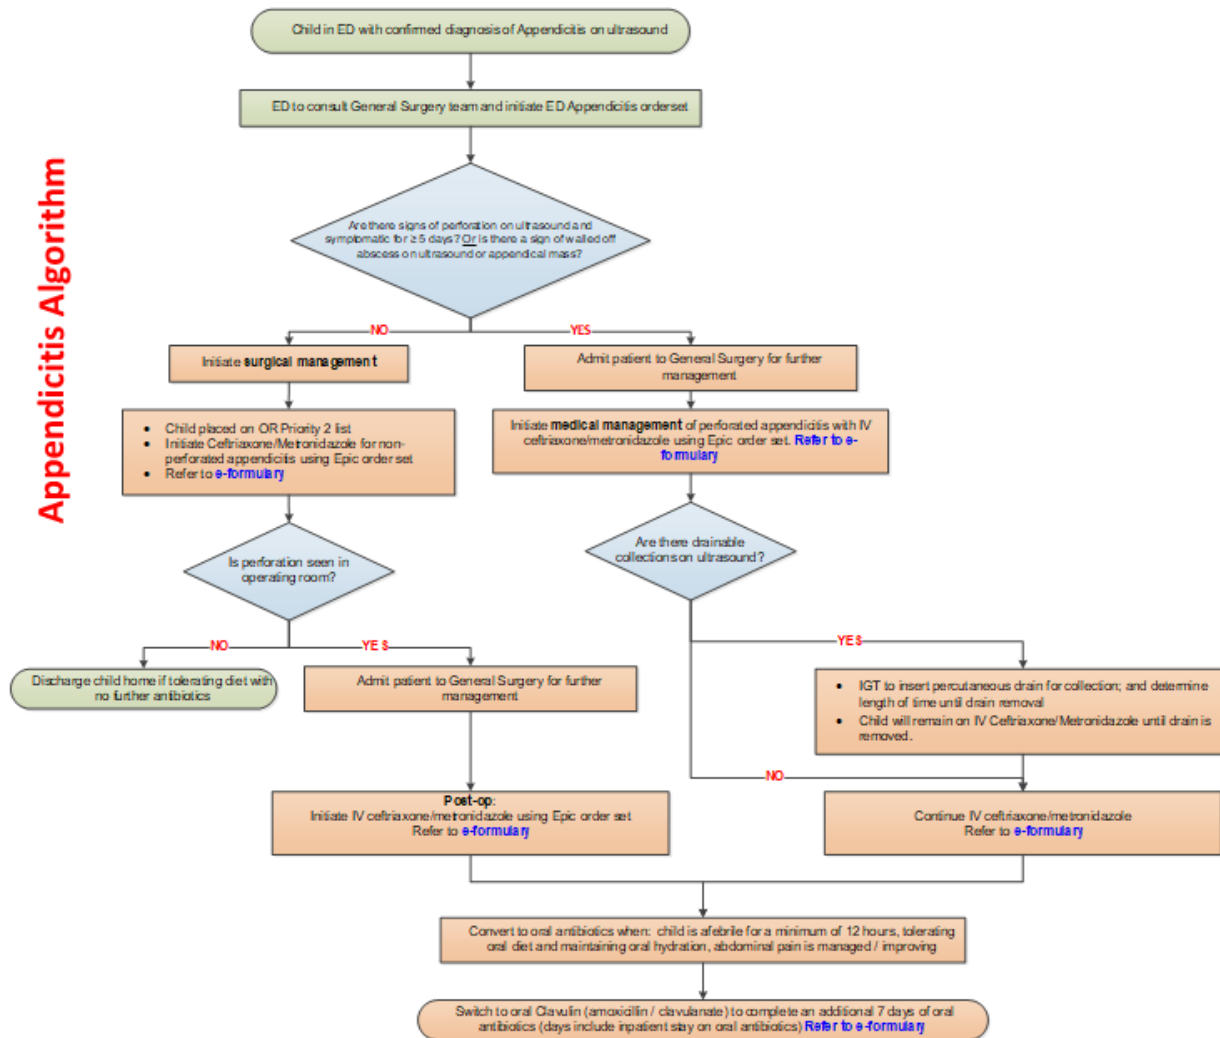 Appendicitis Algorithm
Child in ED with confirmed diagnosis of Appendicitis on ultrasound
ED to consult General Surgery team and initiate ED Appendicitis orderset
Are there signs of perforation on ultrasound and
symptomatic for ≥ 5 days? Or is there a sign of walled off
abscess on ultrasound or appendical mass?
NO
YES
Initiate surgical management
Admit patient to General Surgery for further
management
• Child placed on OR Priority 2 list
• Initiate Ceftriaxone/Metronidazole for non-
perforated appendicitis using Epic order set
• Refer to e-formulary
Initiate medical management of perforated appendicitis with IV
ceftriaxone/metronidazole using Epic order set. Refer to e-
formulary
Is perforation seen in
operating room?
Are there drainable
collections on ultrasound?
NO
YES
YES
Discharge child home if tolerating diet with
no further antibiotics
Admit patient to General Surgery for further
management
• IGT to insert percutaneous drain for collection; and determine
length of time until drain removal
• Child will remain on IV Ceftriaxone/Metronidazole until drain is
removed.
NO
Post-op:
Initiate IV ceftriaxone/metronidazole using Epic order set
Refer to e-formulary
Continue IV ceftriaxone/metronidazole
Refer to e-formulary
Convert to oral antibiotics when: child is afebrile for a minimum of 12 hours, tolerating
oral diet and maintaining oral hydration, abdominal pain is managed / improving
Switch to oral Clavulin (amoxicillin / clavulanate) to complete an additional 7 days of oral
antibiotics (days include inpatient stay on oral antibiotics) Refer to e-formulary